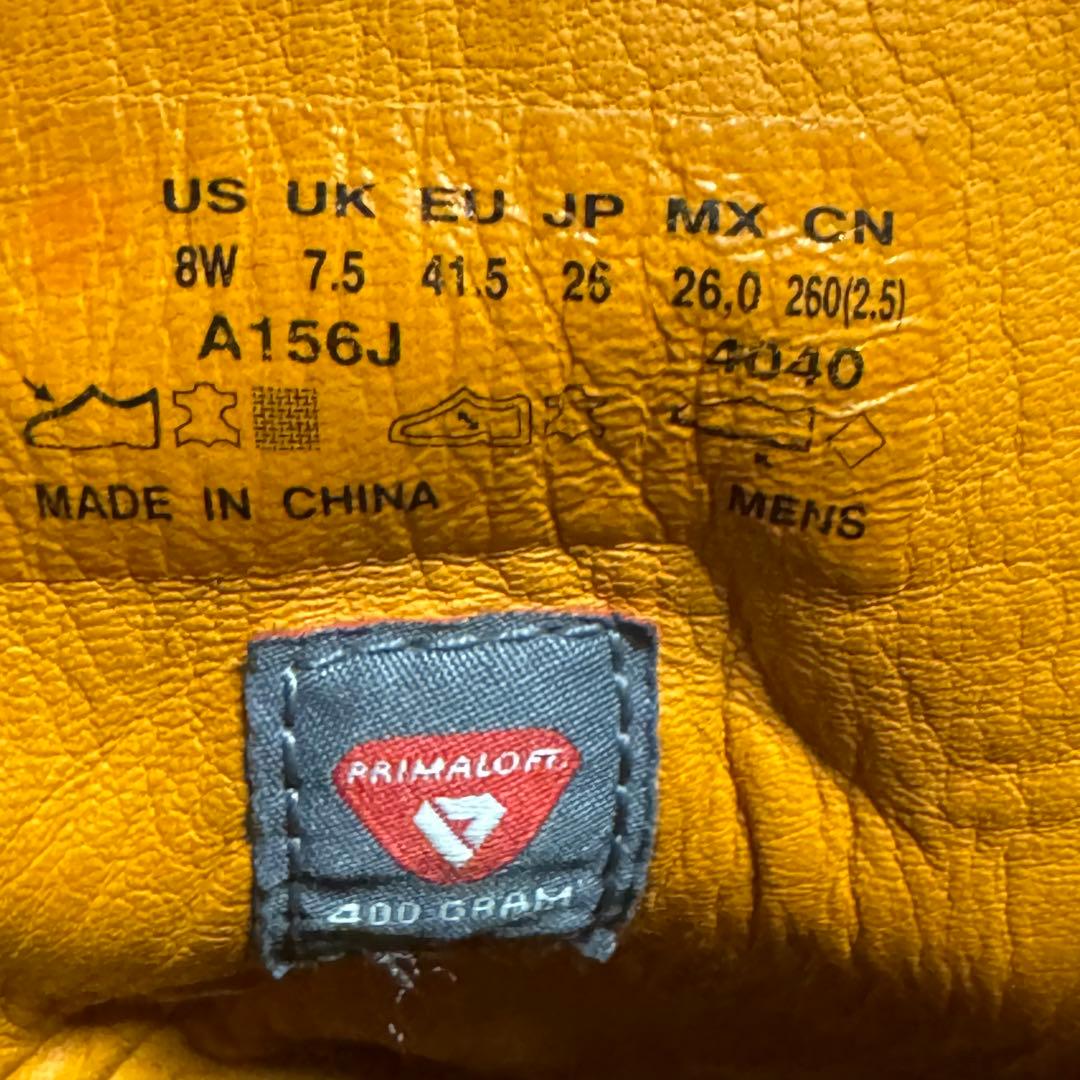 US UK EU JP MX CN
8W 7.5 41.5 26 26,0 260(2.5)
A156J 4040
MADE IN CHINA MENS
PRIMALOFT
400 GRAM